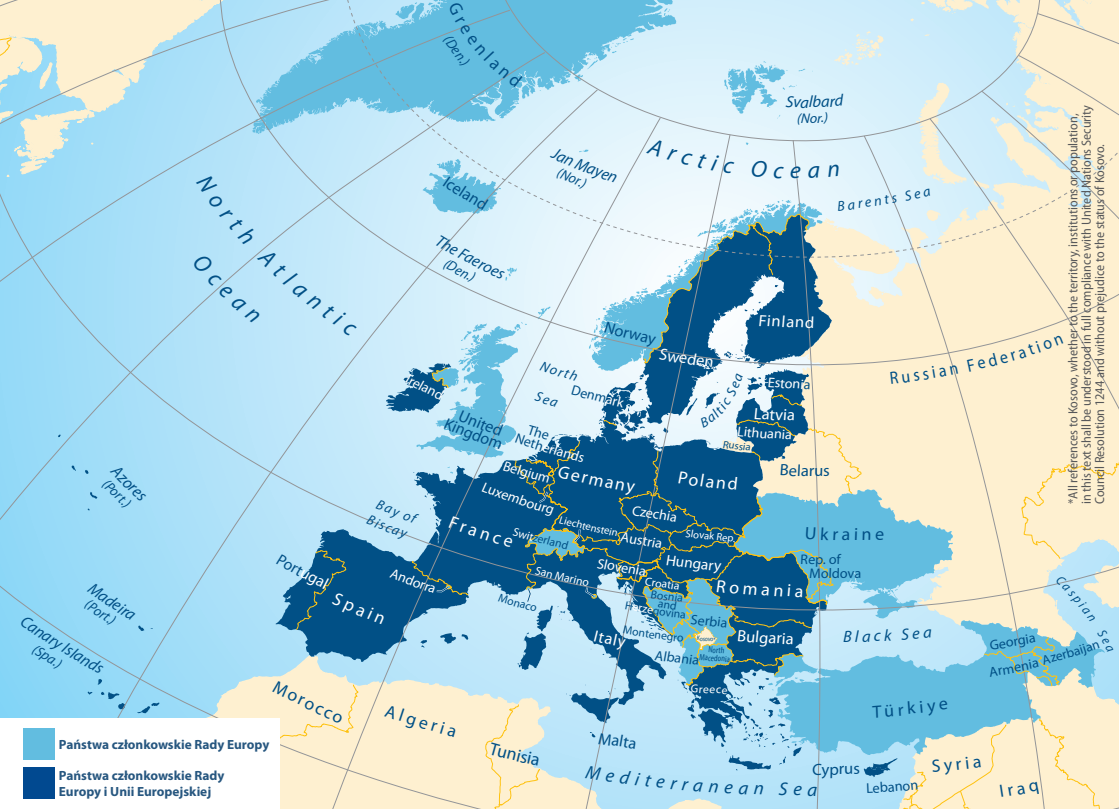 Greenland
(Den.)
Svalbard
(Nor.)
Jan Mayen
(Nor.)
Arctic Ocean
Barents Sea
Iceland
North Atlantic
Ocean
The Faeroes
(Den.)
Norway
Sweden
Finland
Russian Federation
North
Sea
Denmark
Baltic Sea
Estonia
Latvia
Lithuania
Russia
Belarus
Ireland
United
Kingdom
The
Netherlands
Belgium
Luxembourg
Germany
Poland
Czechia
Slovak Rep.
Ukraine
Rep. of
Moldova
Azores
(Port.)
Bay of
Biscay
France
Switzerland
Liechtenstein
Austria
Hungary
Slovenia
Croatia
Romania
San Marino
Bosnia
and
Herzegovina
Serbia
Portugal
Spain
Andorra
Monaco
Italy
Montenegro
Kosovo*
Bulgaria
Black Sea
Caspian Sea
Georgia
Armenia
Azerbaijan
Albania
North
Macedonia
Greece
Türkiye
Madeira
(Port.)
Canary Islands
(Spa.)
Morocco
Algeria
Tunisia
Malta
Mediterranean Sea
Cyprus
Lebanon
Syria
Iraq
*All references to Kosovo, whether to the territory, institutions or population,
in this text shall be understood in full compliance with United Nations Security
Council Resolution 1244 and without prejudice to the status of Kosovo.
Państwa członkowskie Rady Europy
Państwa członkowskie Rady
Europy i Unii Europejskiej